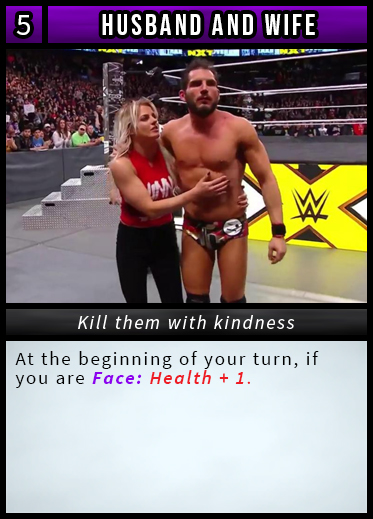 5
HUSBAND AND WIFE
NXT
W
Kill them with kindness
At the beginning of your turn, if
you are Face: Health + 1.